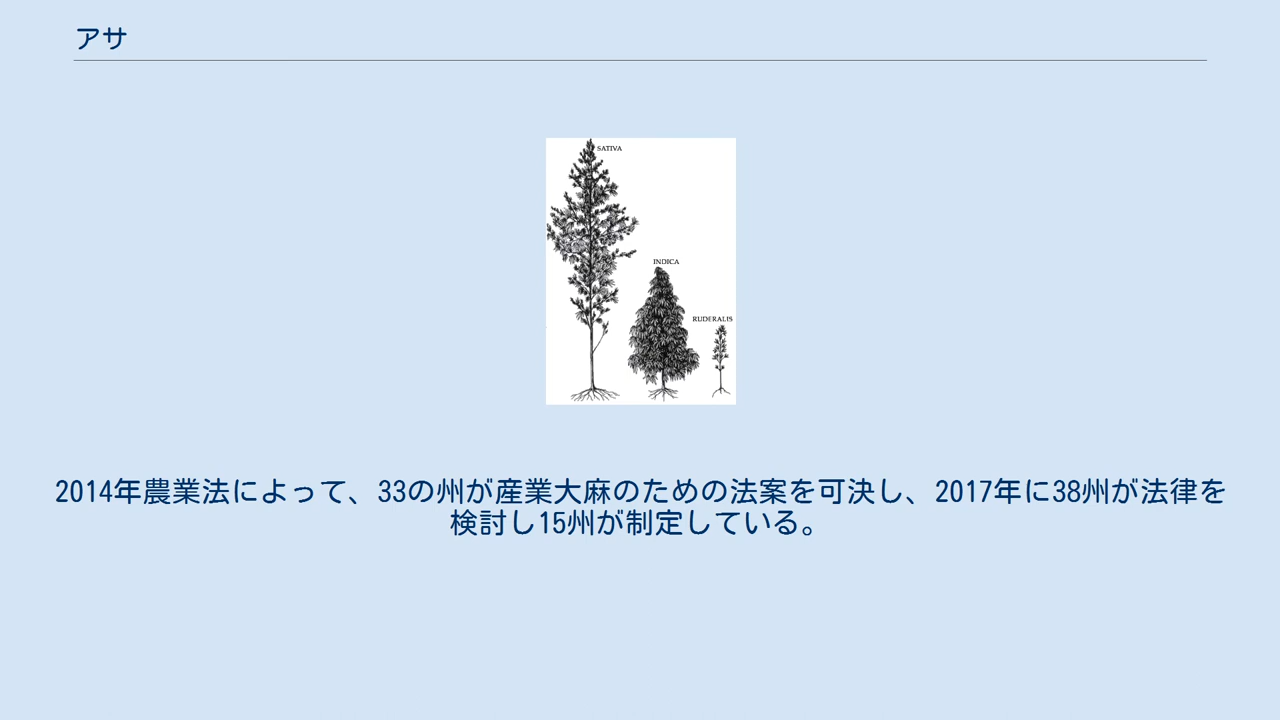 アサ
SATIVA
INDICA
RUDERALIS
2014年農業法によって、33の州が産業大麻のための法案を可決し、2017年に38州が法律を
検討し15州が制定している。